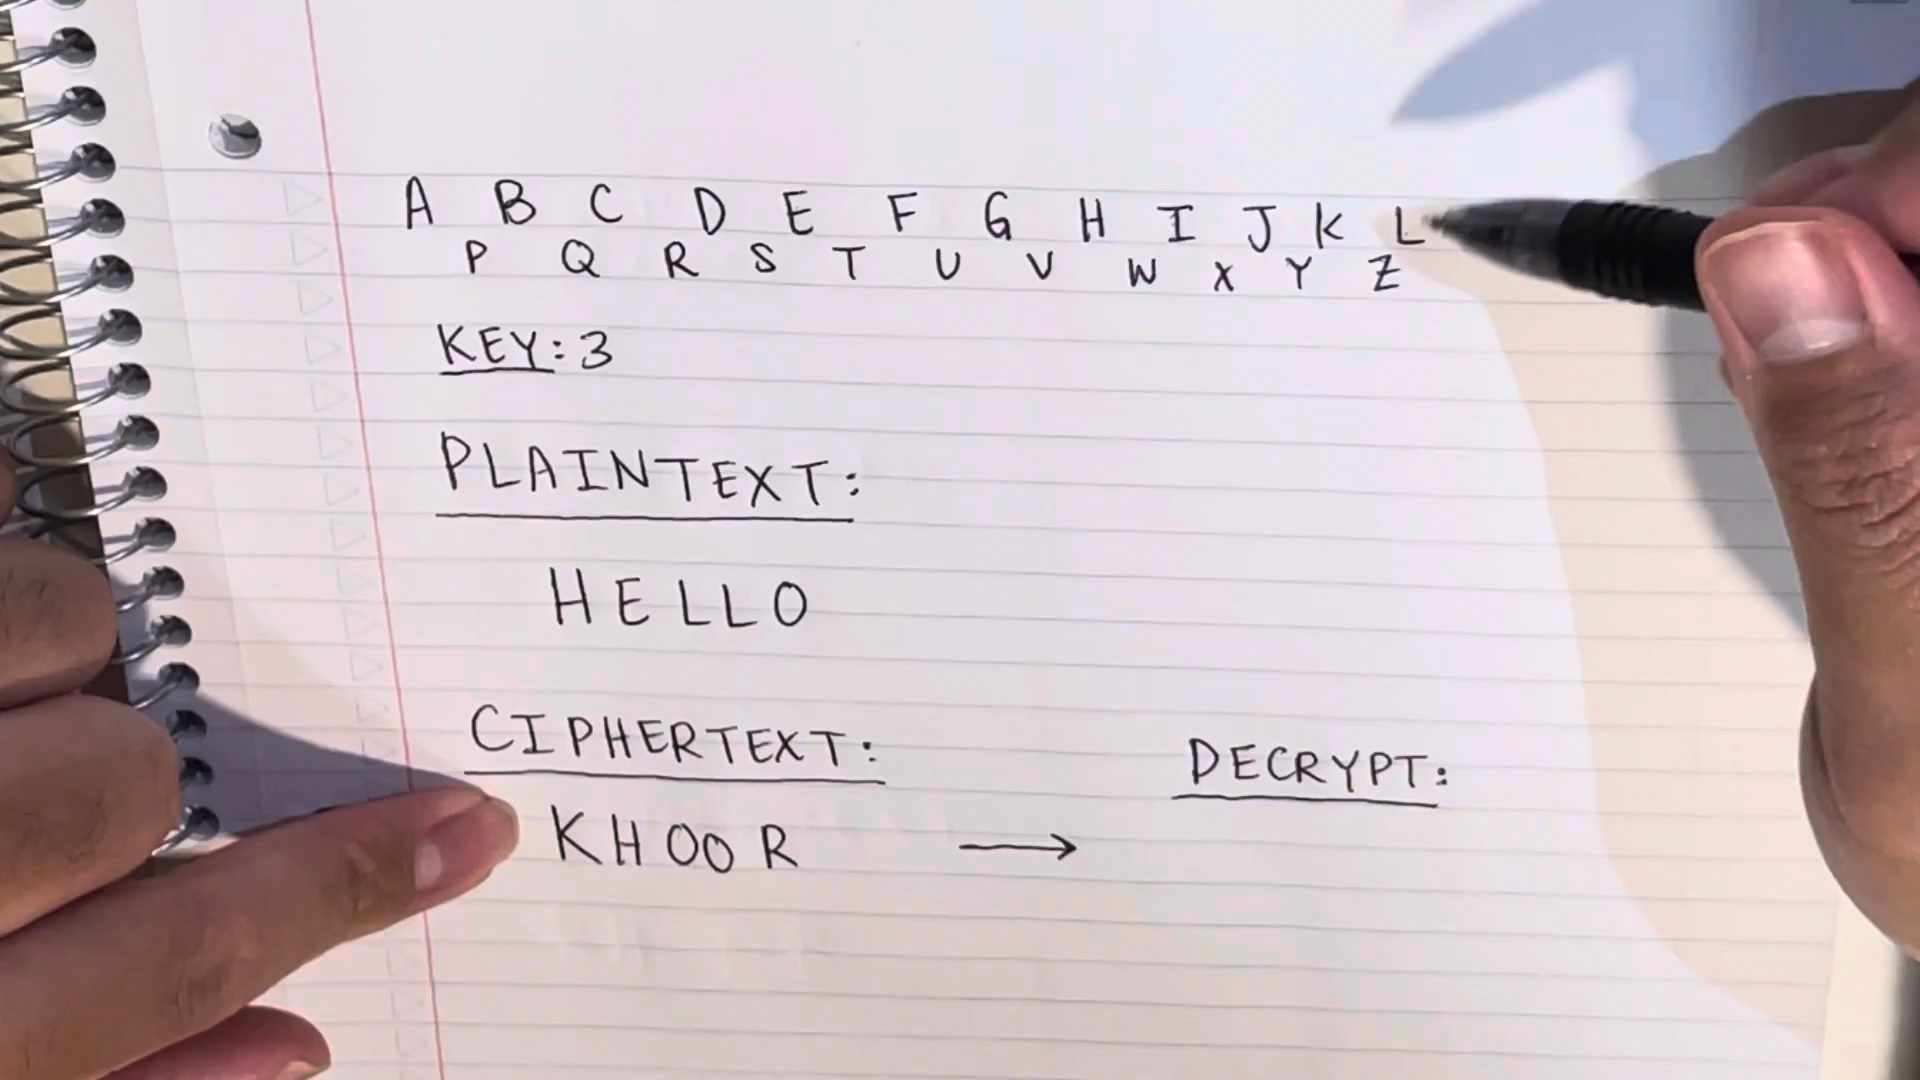 A B C D E F G H I J K L
P Q R S T U V W X Y Z
KEY: 3
PLAINTEXT:
HELLO
CIPHERTEXT:
DECRYPT:
KHOOR →